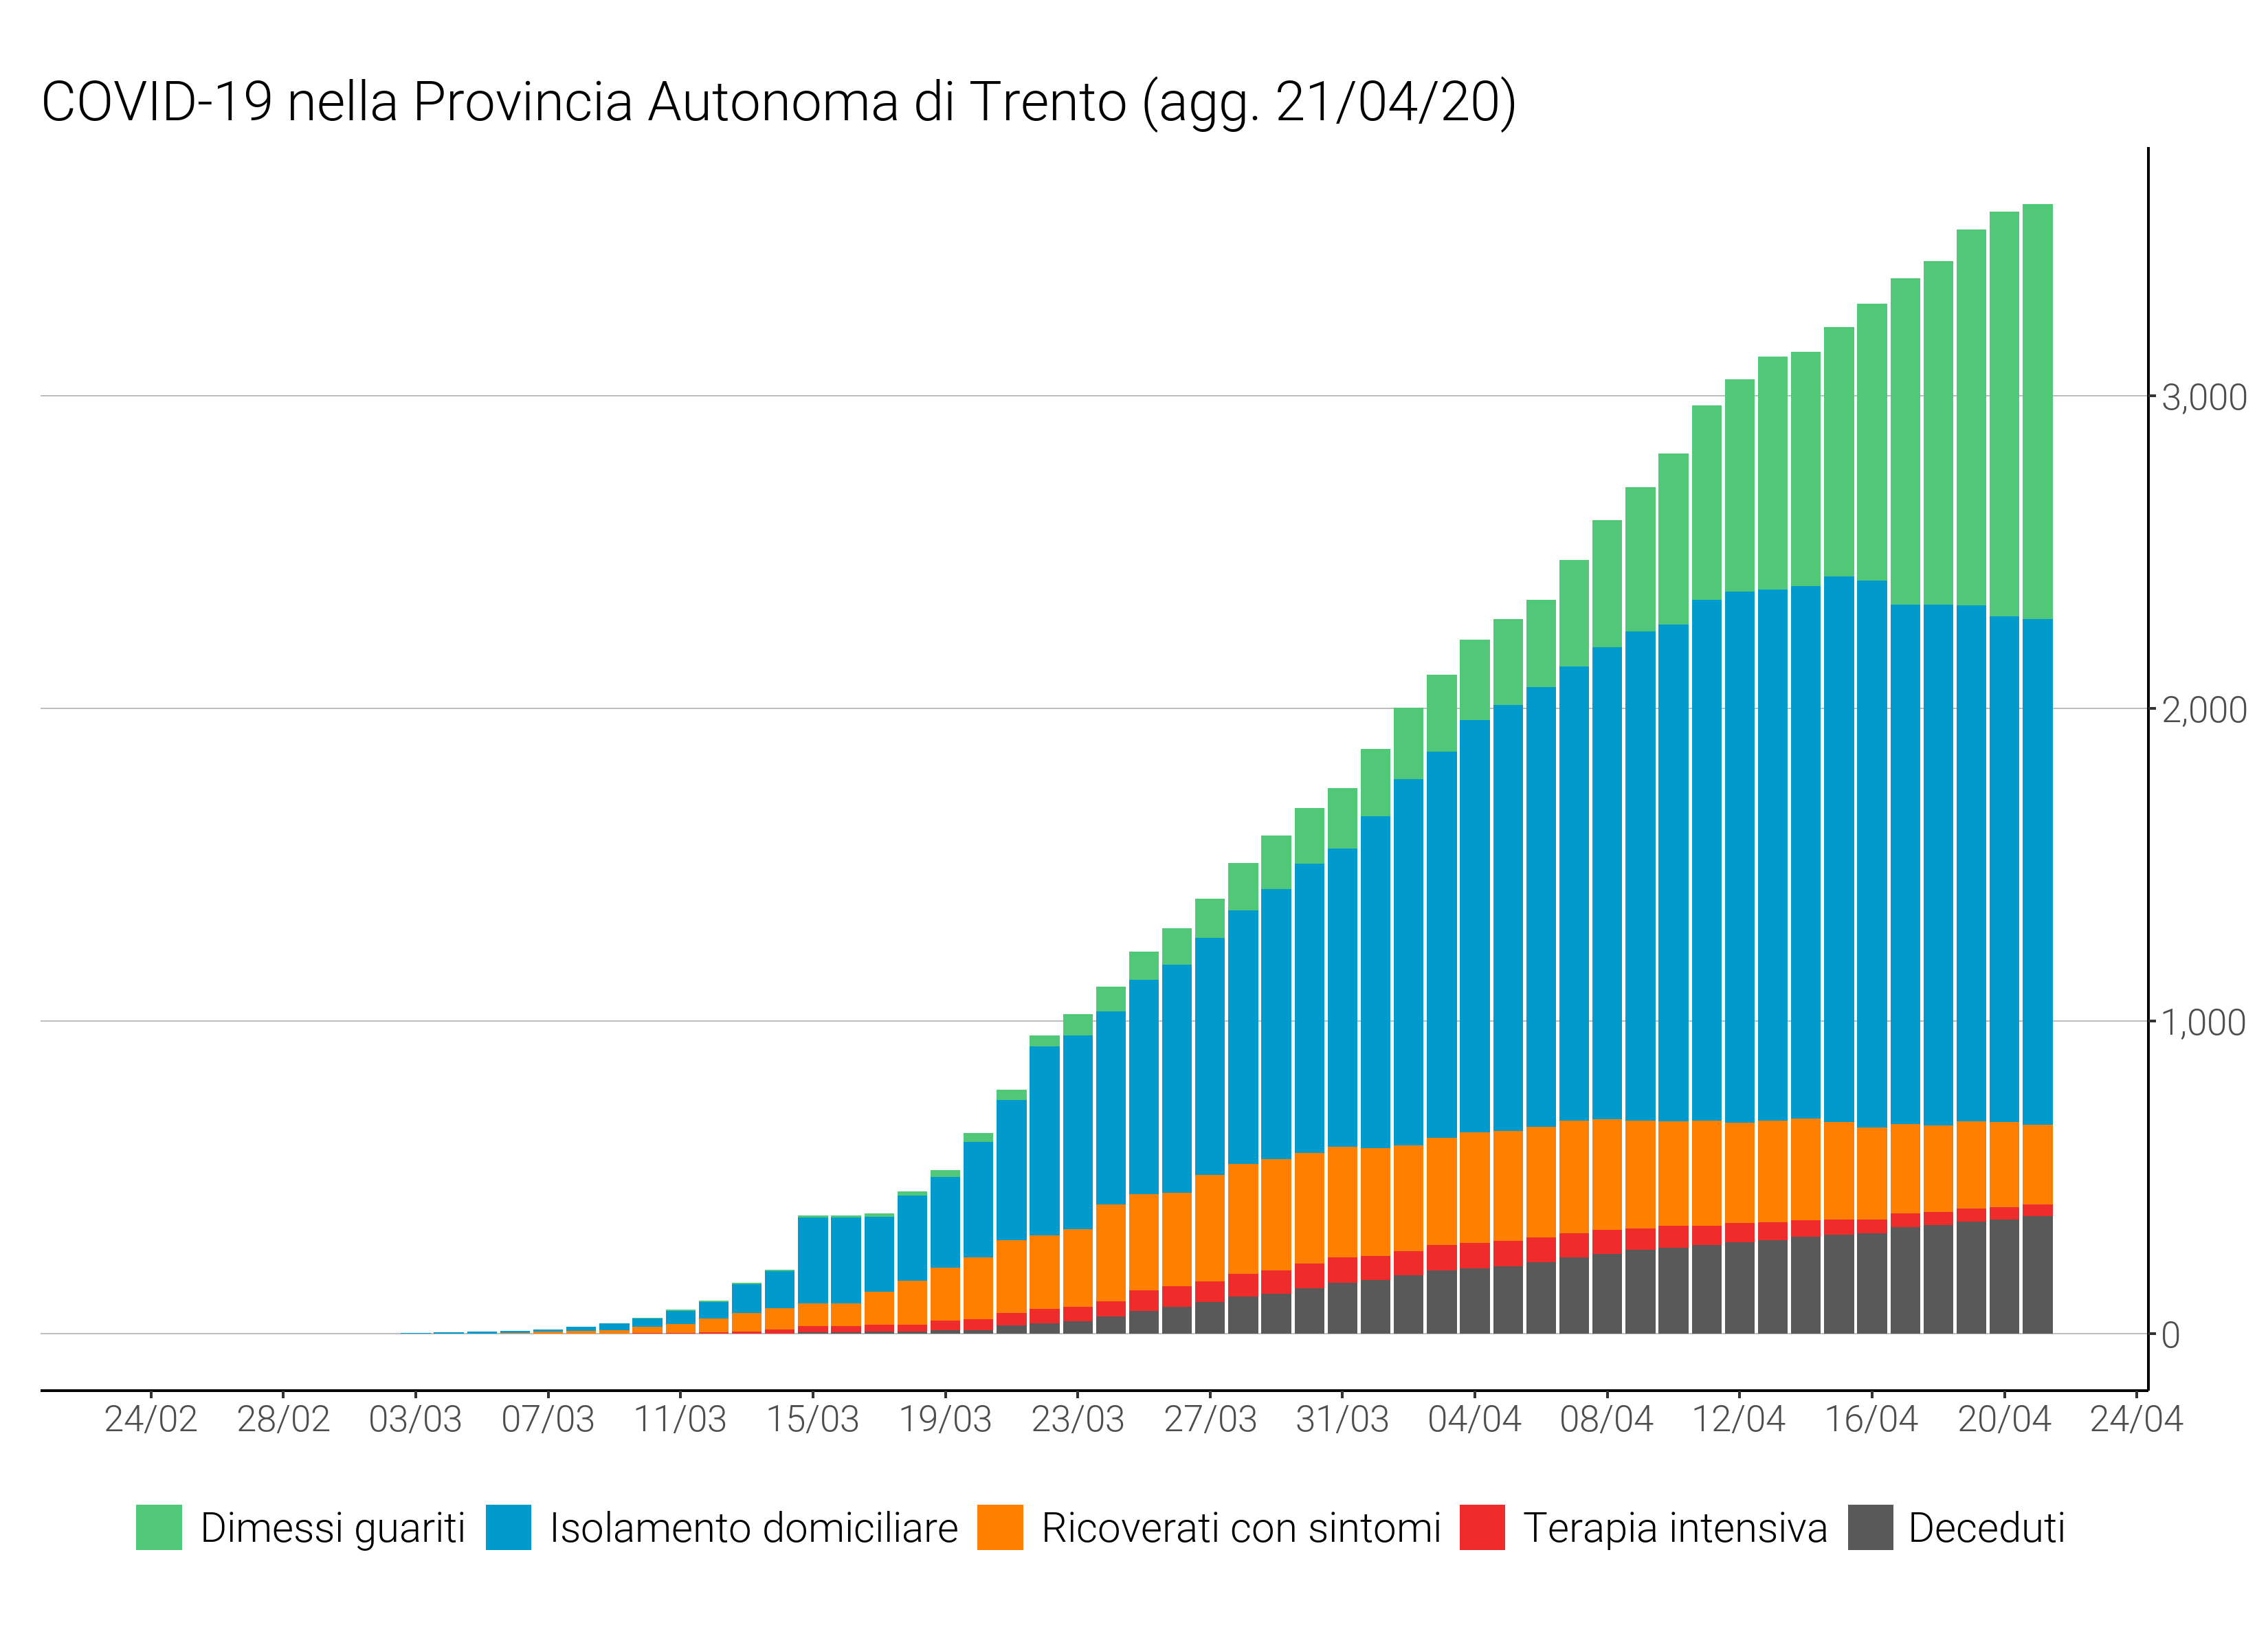 COVID-19 nella Provincia Autonoma di Trento (agg. 21/04/20)
3,000
2,000
1,000
0
24/02 28/02 03/03 07/03 11/03 15/03 19/03 23/03 27/03 31/03 04/04 08/04 12/04 16/04 20/04 24/04
Dimessi guariti Isolamento domiciliare Ricoverati con sintomi Terapia intensiva Deceduti